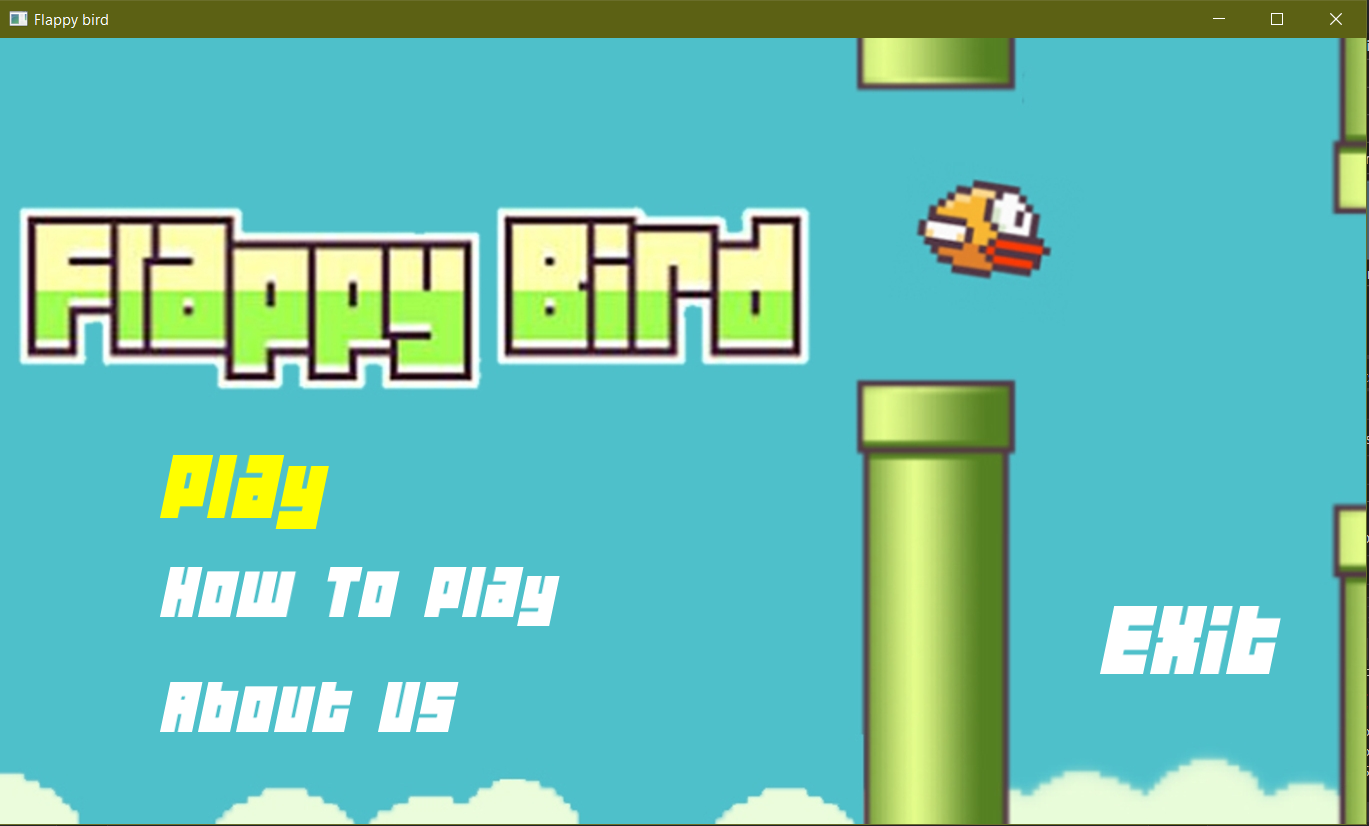 Flappy bird
Flappy Bird
Play
How To Play
About US
EXit